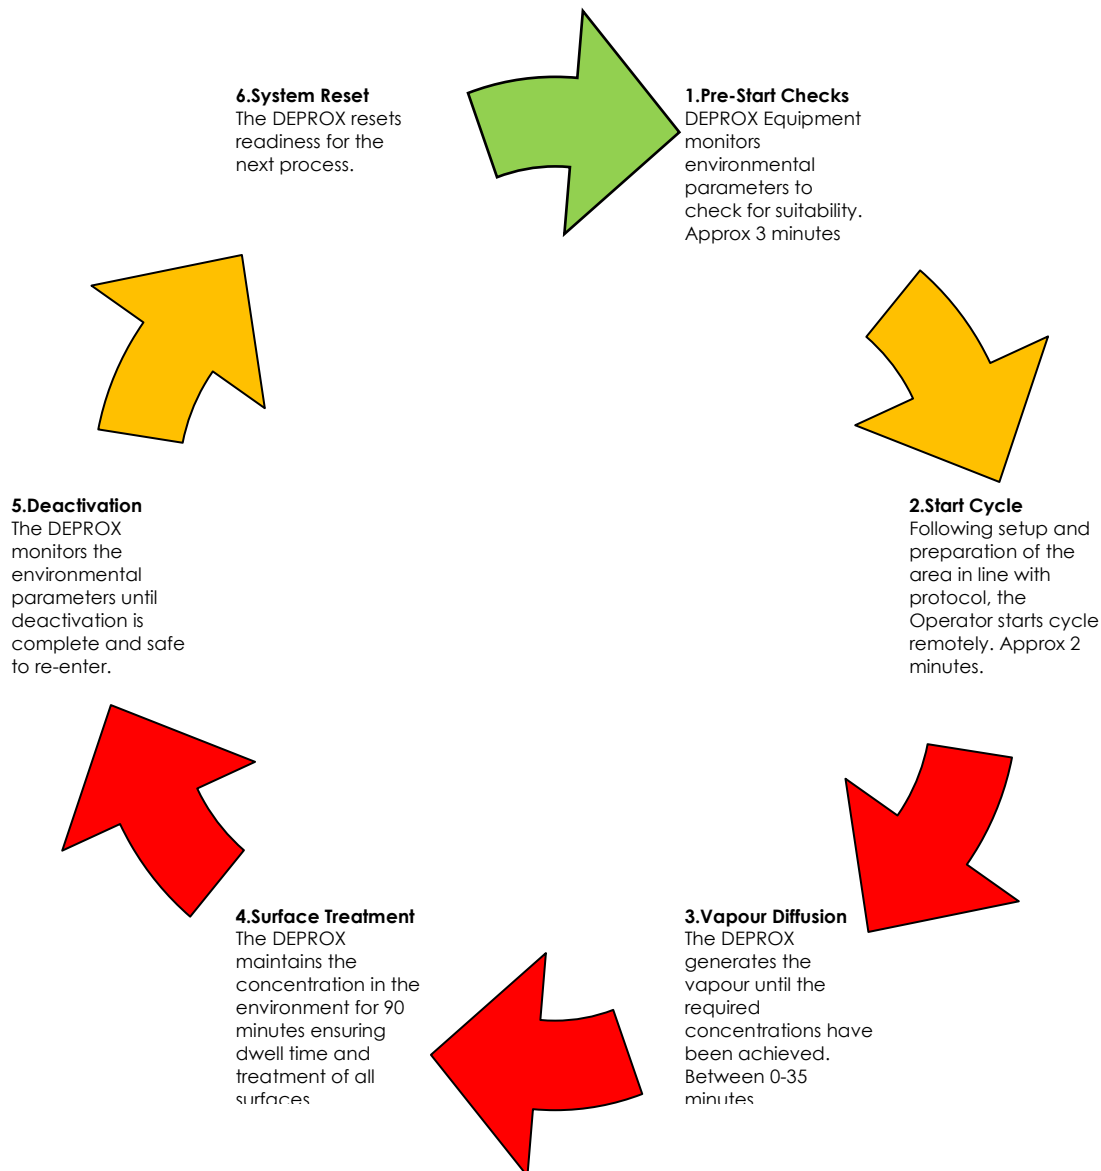 1.Pre-Start Checks
DEPROX Equipment
monitors
environmental
parameters to
check for suitability.
Approx 3 minutes
2.Start Cycle
Following setup and
preparation of the
area in line with
protocol, the
Operator starts cycle
remotely. Approx 2
minutes.
3.Vapour Diffusion
The DEPROX
generates the
vapour until the
required
concentrations have
been achieved.
Between 0-35
minutes
4.Surface Treatment
The DEPROX
maintains the
concentration in the
environment for 90
minutes ensuring
dwell time and
treatment of all
surfaces
5.Deactivation
The DEPROX
monitors the
environmental
parameters until
deactivation is
complete and safe
to re-enter.
6.System Reset
The DEPROX resets
readiness for the
next process.